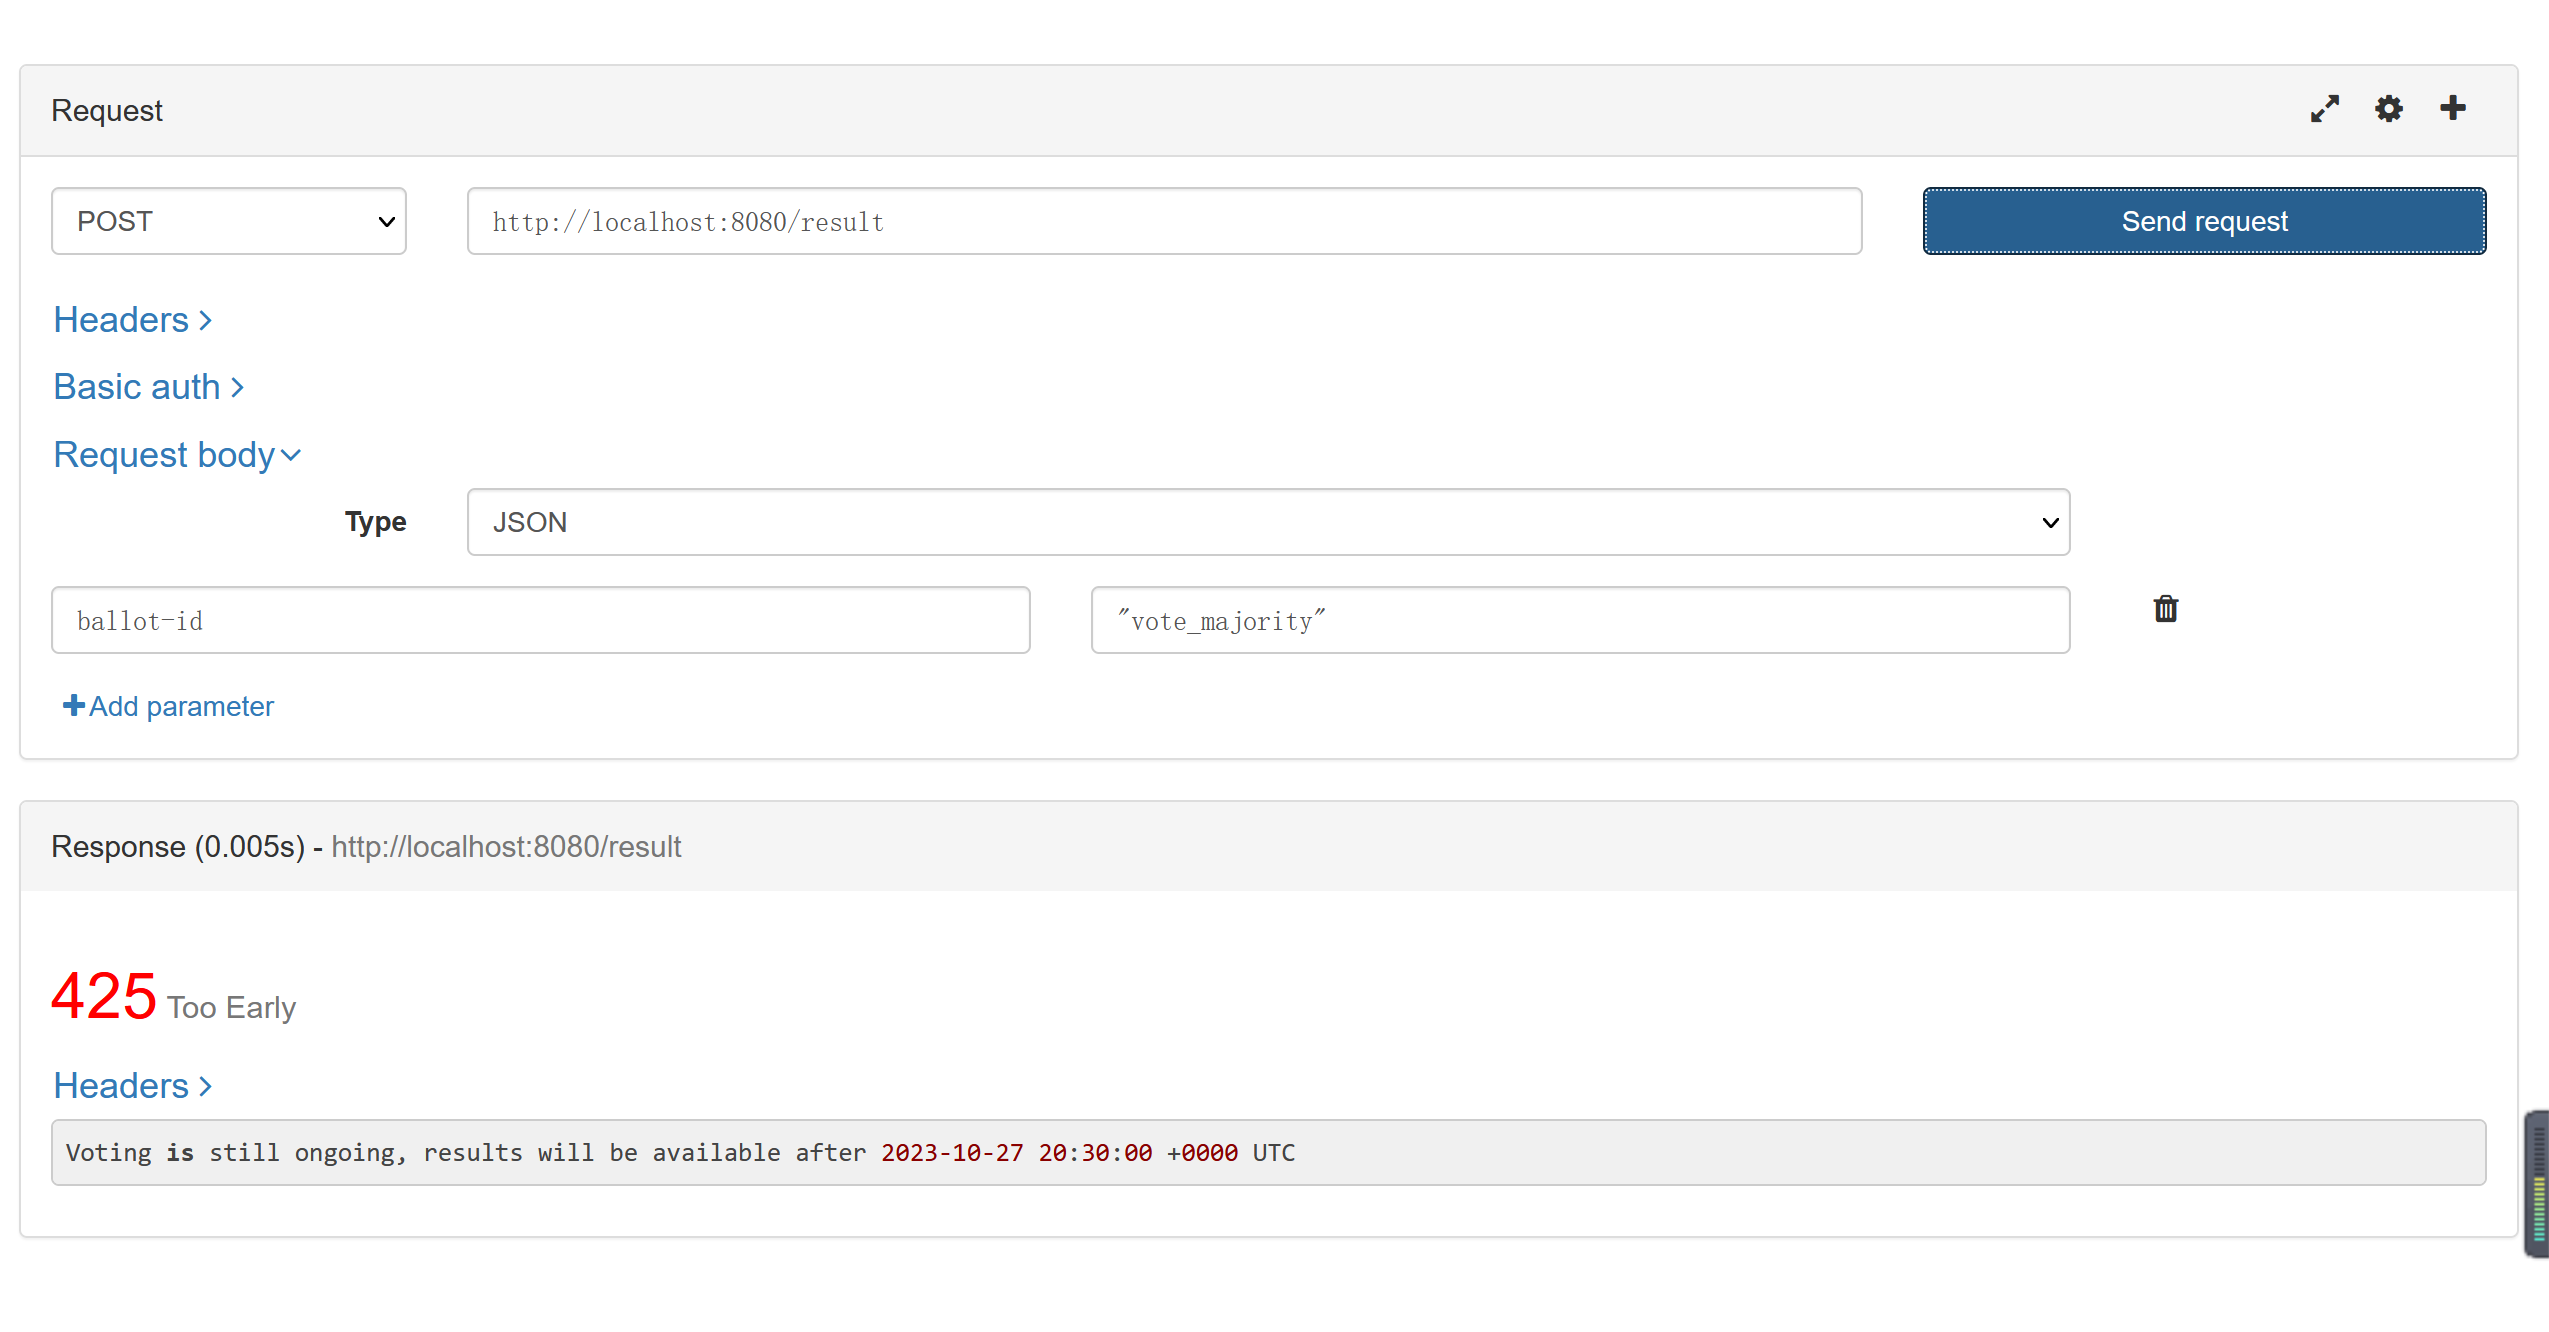 Request
POST
http://localhost:8080/result
Send request
Headers
Basic auth
Request body
Type
JSON
ballot-id
"vote_majority"
Add parameter
Response (0.005s) - http://localhost:8080/result
425 Too Early
Headers
Voting is still ongoing, results will be available after 2023-10-27 20:30:00 +0000 UTC